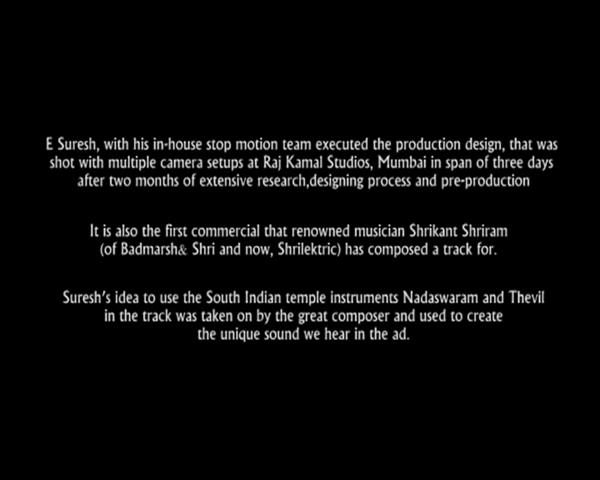 E Suresh, with his in-house stop motion team executed the production design, that was
shot with multiple camera setups at Raj Kamal Studios, Mumbai in span of three days
after two months of extensive research,designing process and pre-production
It is also the first commercial that renowned musician Shrikant Shriram
(of Badmarsh& Shri and now, Shrilektric) has composed a track for.
Suresh's idea to use the South Indian temple instruments Nadaswaram and Thevil
in the track was taken on by the great composer and used to create
the unique sound we hear in the ad.